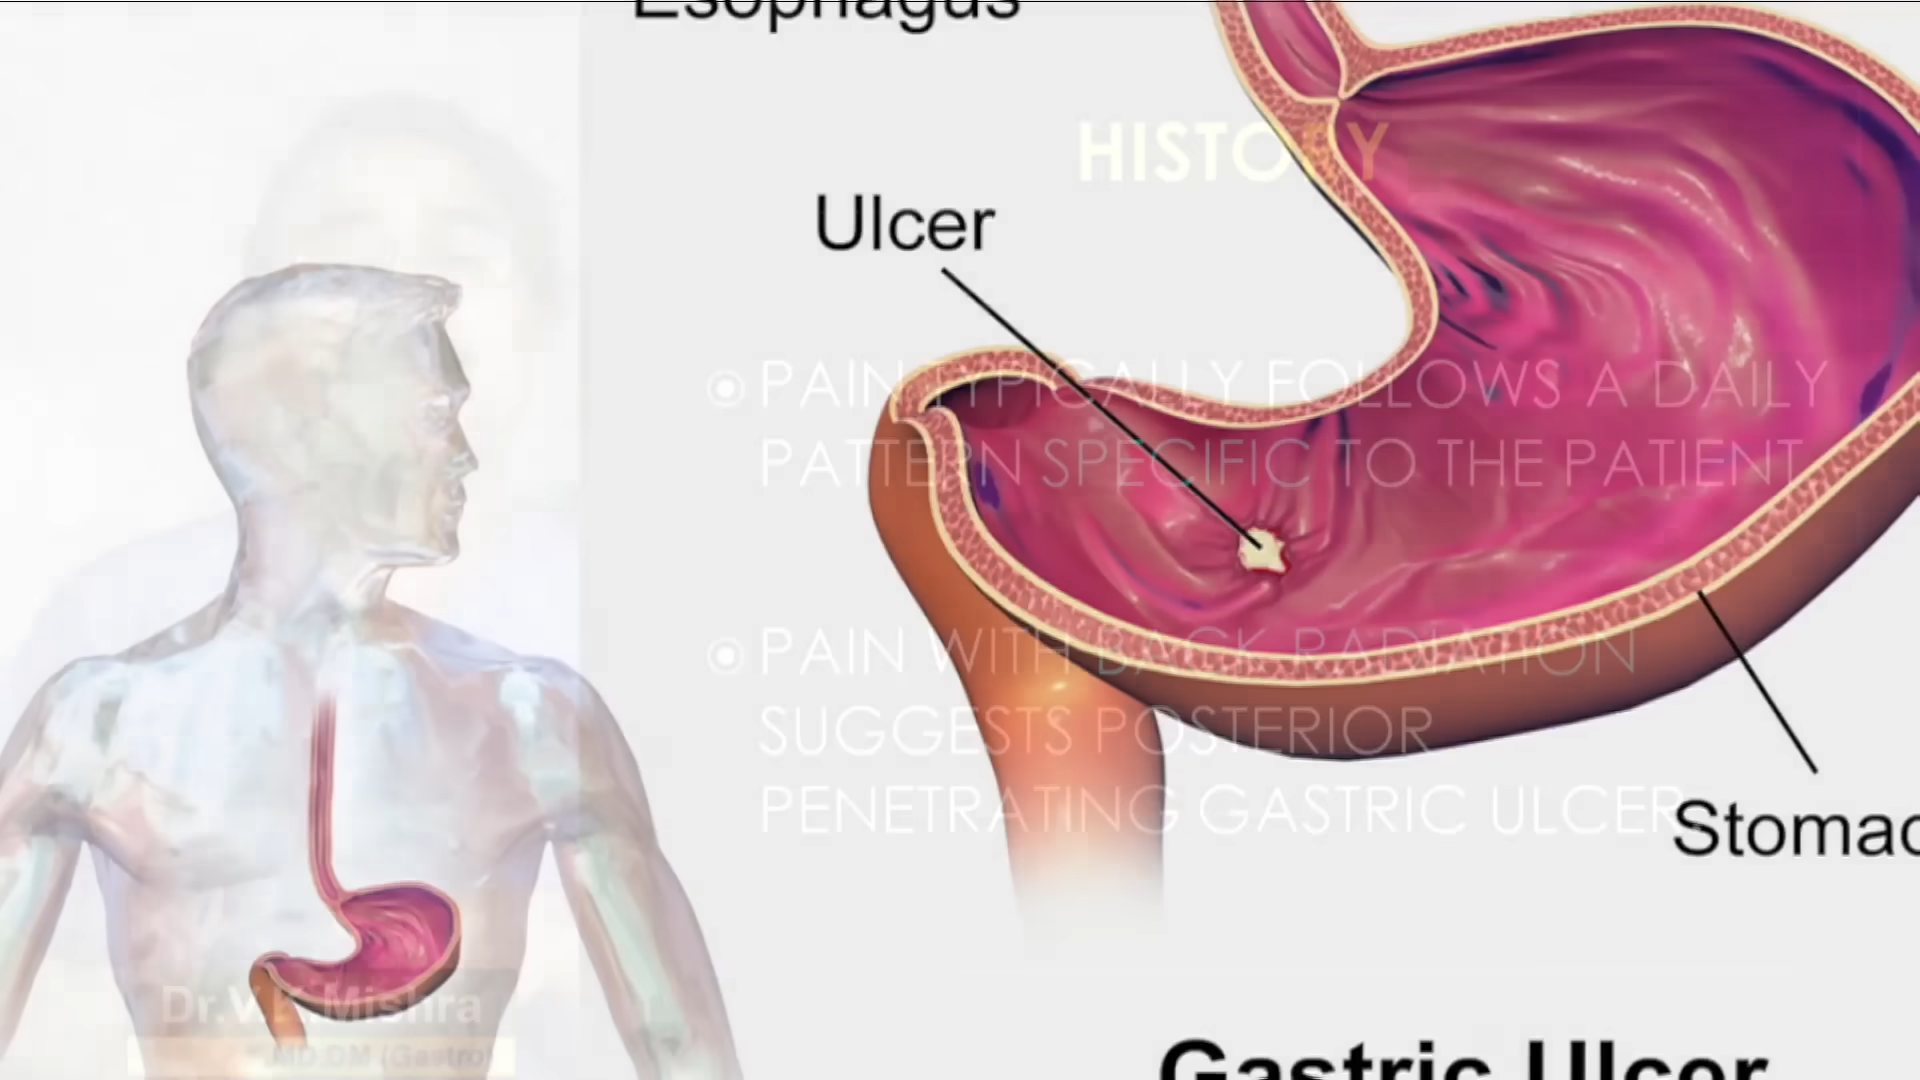 Esophagus
HISTORY
Ulcer
PAIN TYPICALLY FOLLOWS A DAILY
PATTERN SPECIFIC TO THE PATIENT
PAIN WITH BACK RADIATION
SUGGESTS POSTERIOR
PENETRATING GASTRIC ULCER
Stomac
Dr.V.K.Mishra
MD.DM (Gastro)
Gastric Ulcer